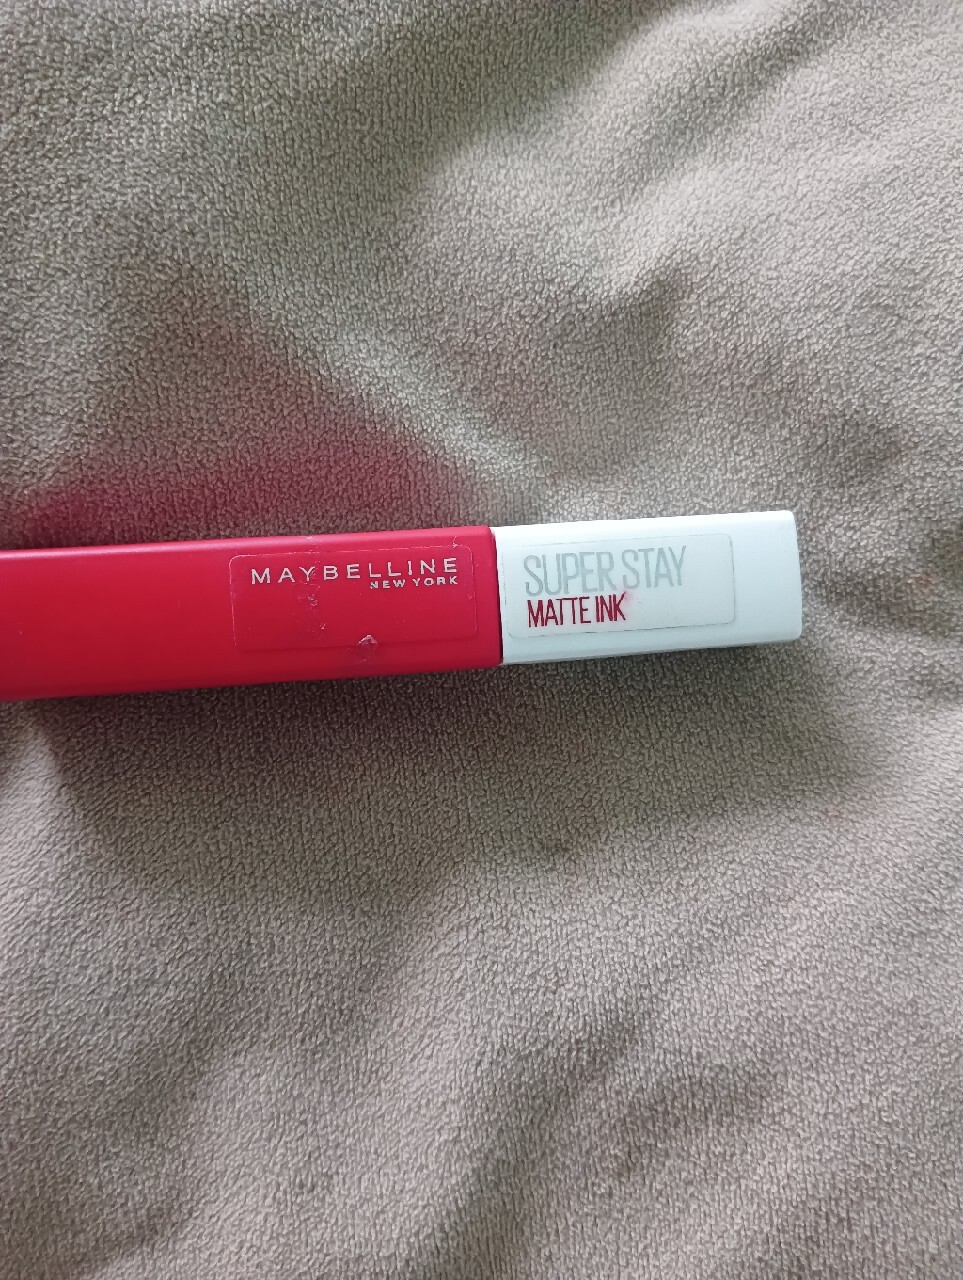 MAYBELLINE
NEW YORK
SUPER STAY
MATTE INK